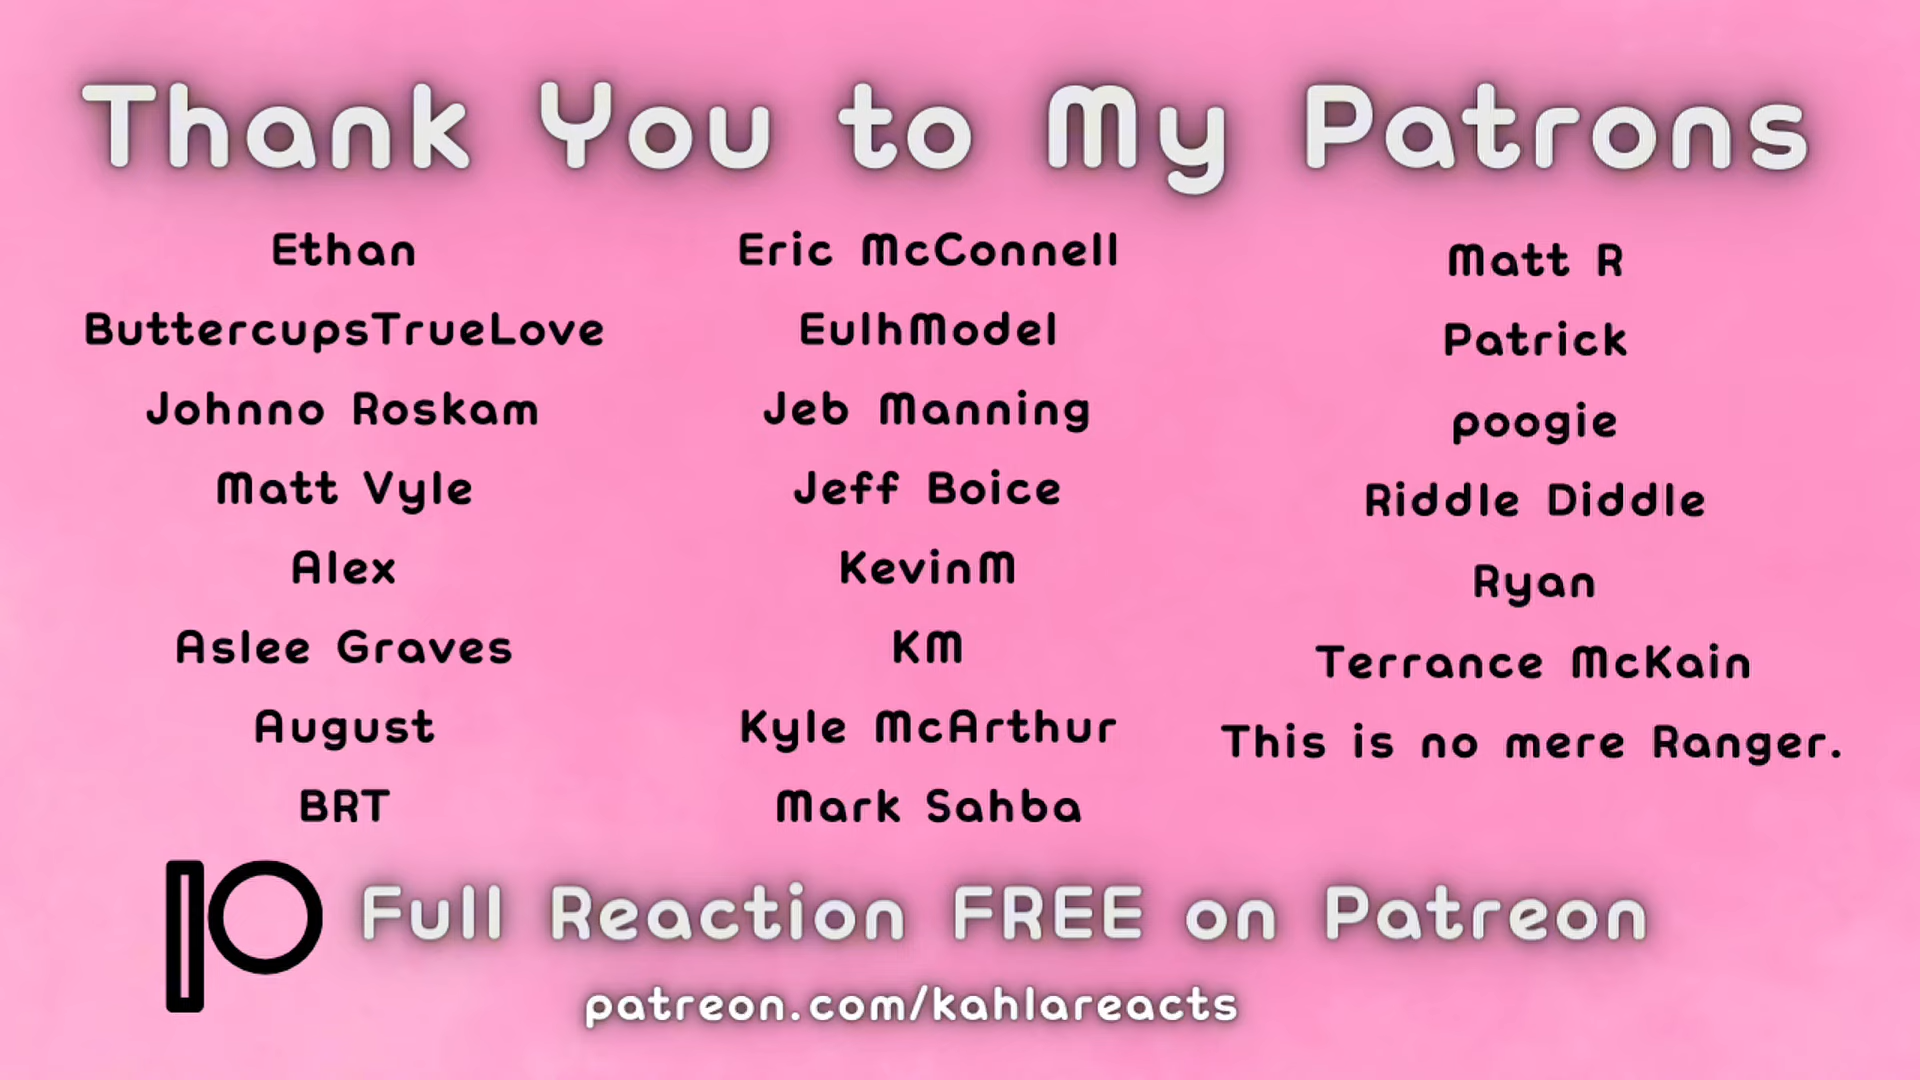 Thank You to My Patrons
Ethan
ButtercupsTrueLove
Johnno Roskam
Matt Vyle
Alex
Aslee Graves
August
BRT
Eric McConnell
EulhModel
Jeb Manning
Jeff Boice
KevinM
KM
Kyle McArthur
Mark Sahba
Matt R
Patrick
poogie
Riddle Diddle
Ryan
Terrance McKain
This is no mere Ranger.
Full Reaction FREE on Patreon
patreon.com/kahlareacts